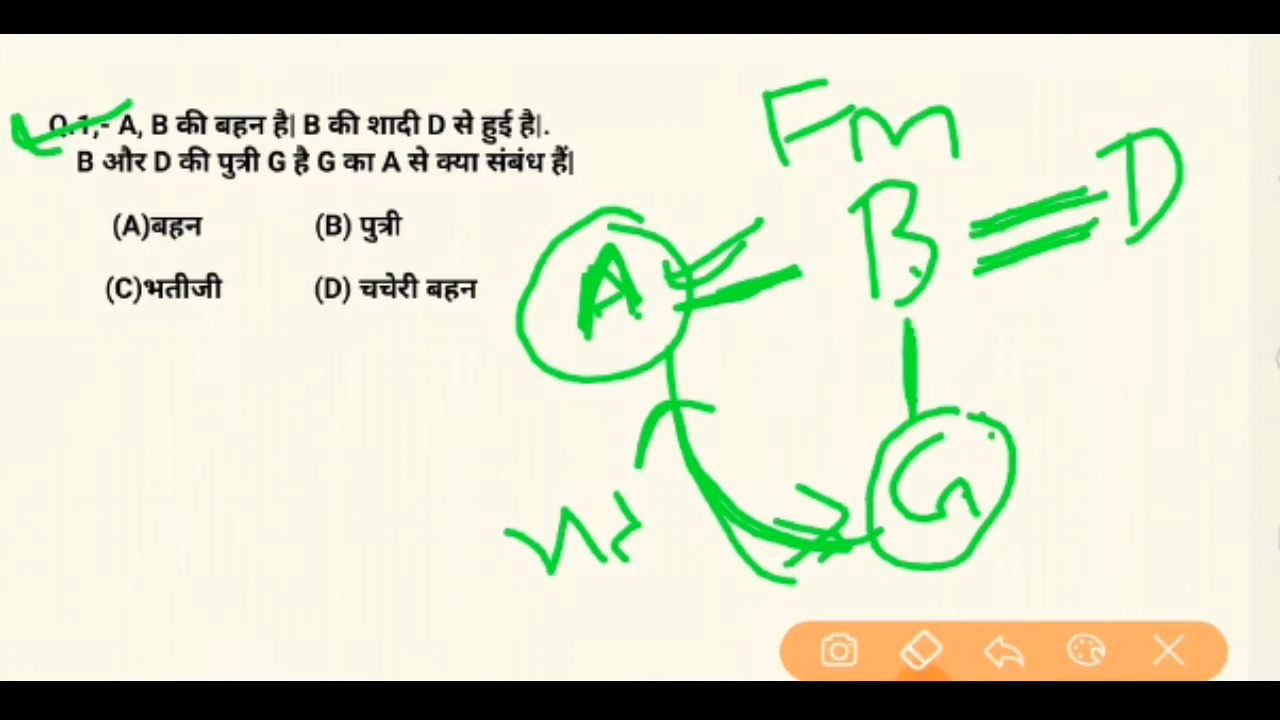 Q.1,- A, B की बहन है| B की शादी D से हुई है|.
B और D की पुत्री G है G का A से क्या संबंध हैं|
(A)बहन (B) पुत्री
(C)भतीजी (D) चचेरी बहन
Fm
A B D
G